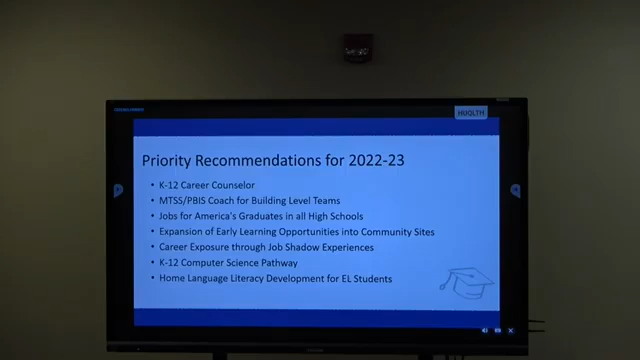 HUQLTH
Priority Recommendations for 2022-23
• K-12 Career Counselor
• MTSS/PBIS Coach for Building Level Teams
• Jobs for America's Graduates in all High Schools
• Expansion of Early Learning Opportunities into Community Sites
• Career Exposure through Job Shadow Experiences
• K-12 Computer Science Pathway
• Home Language Literacy Development for EL Students